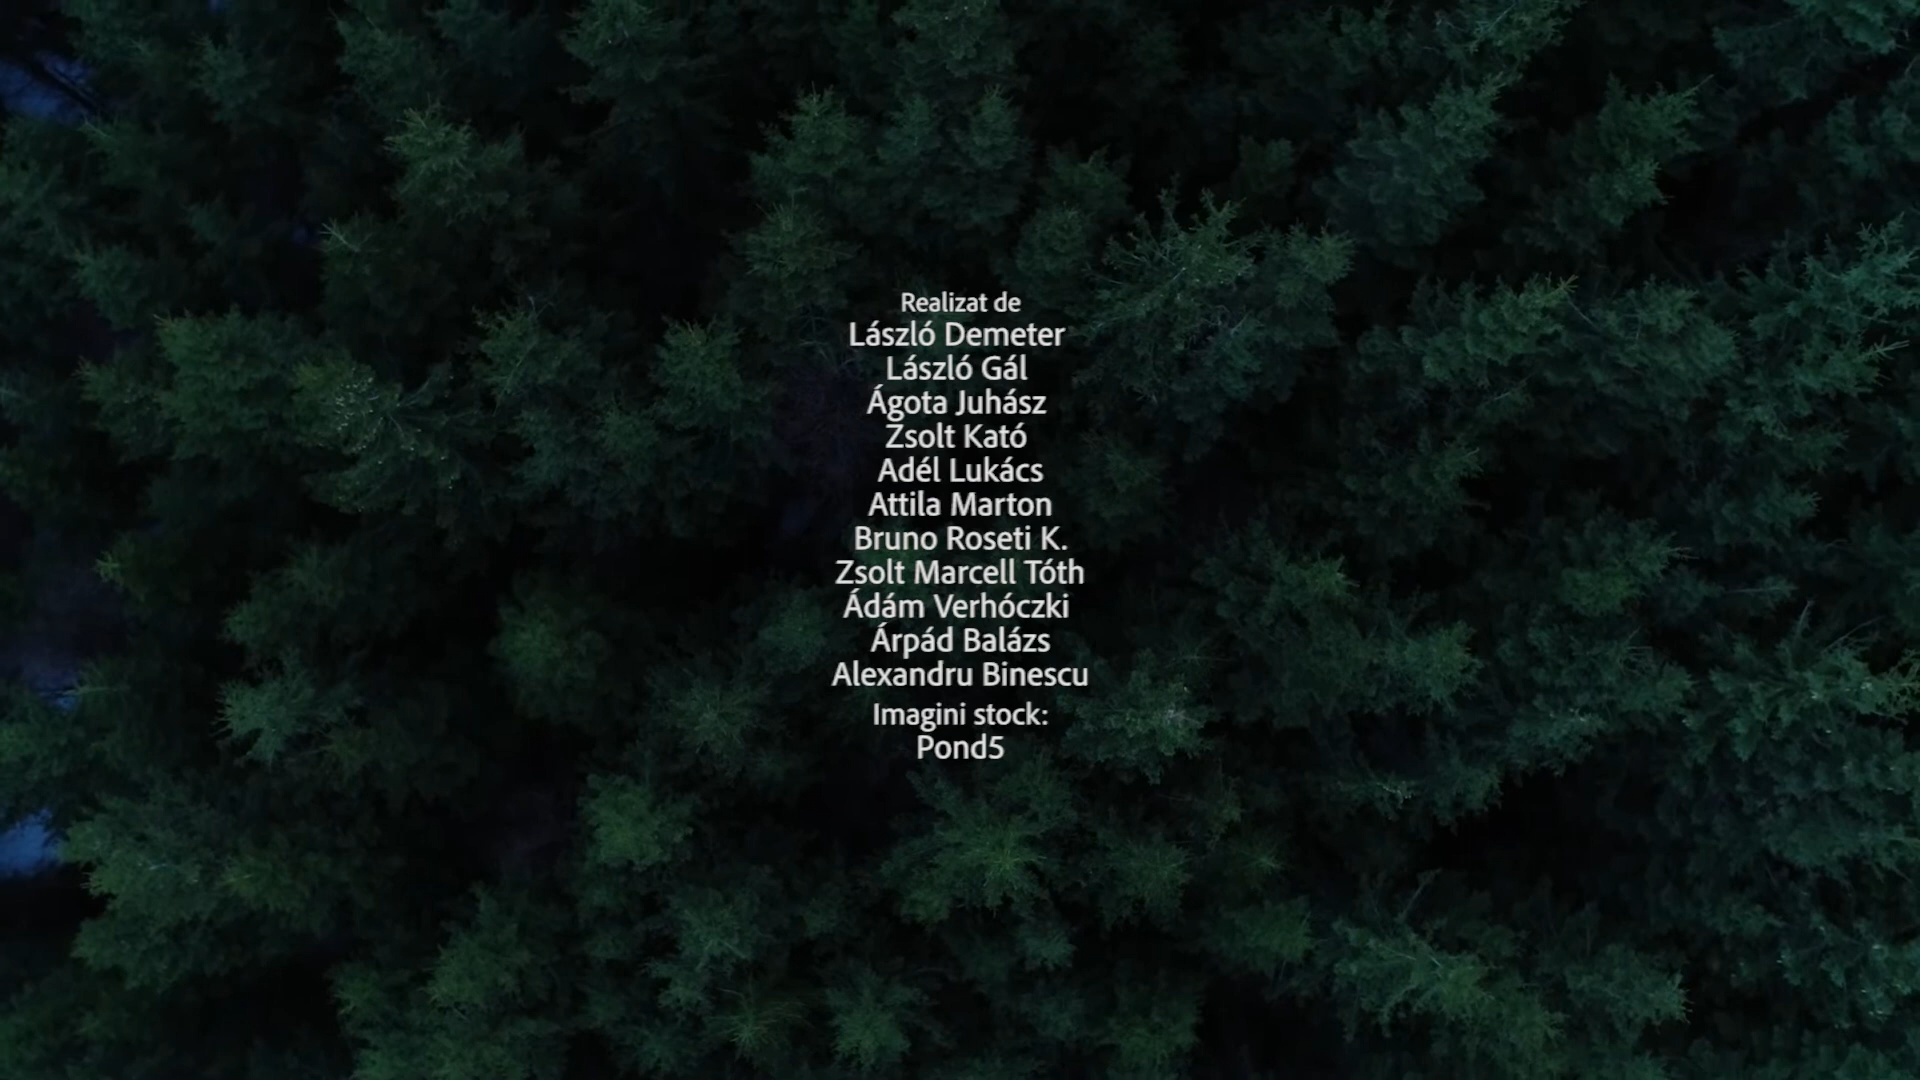 Realizat de
László Demeter
László Gál
Ágota Juhász
Zsolt Kató
Adél Lukács
Attila Marton
Bruno Roseti K.
Zsolt Marcell Tóth
Ádám Verhóczki
Árpád Balázs
Alexandru Binescu
Imagini stock:
Pond5